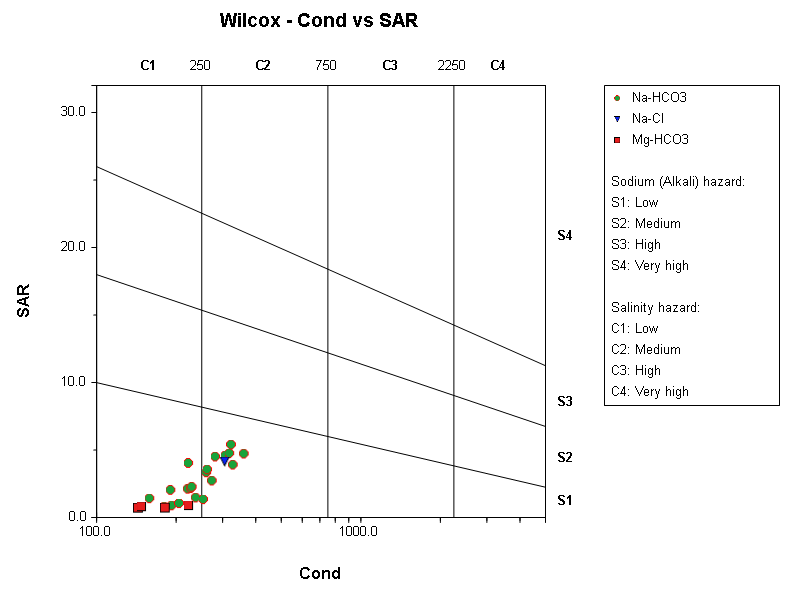 Wilcox - Cond vs SAR
C1 250 C2 750 C3 2250 C4
30.0
20.0
10.0
0.0
SAR
100.0 1000.0
Cond
S4
S3
S2
S1
Na-HCO3
Na-Cl
Mg-HCO3
Sodium (Alkali) hazard:
S1: Low
S2: Medium
S3: High
S4: Very high
Salinity hazard:
C1: Low
C2: Medium
C3: High
C4: Very high